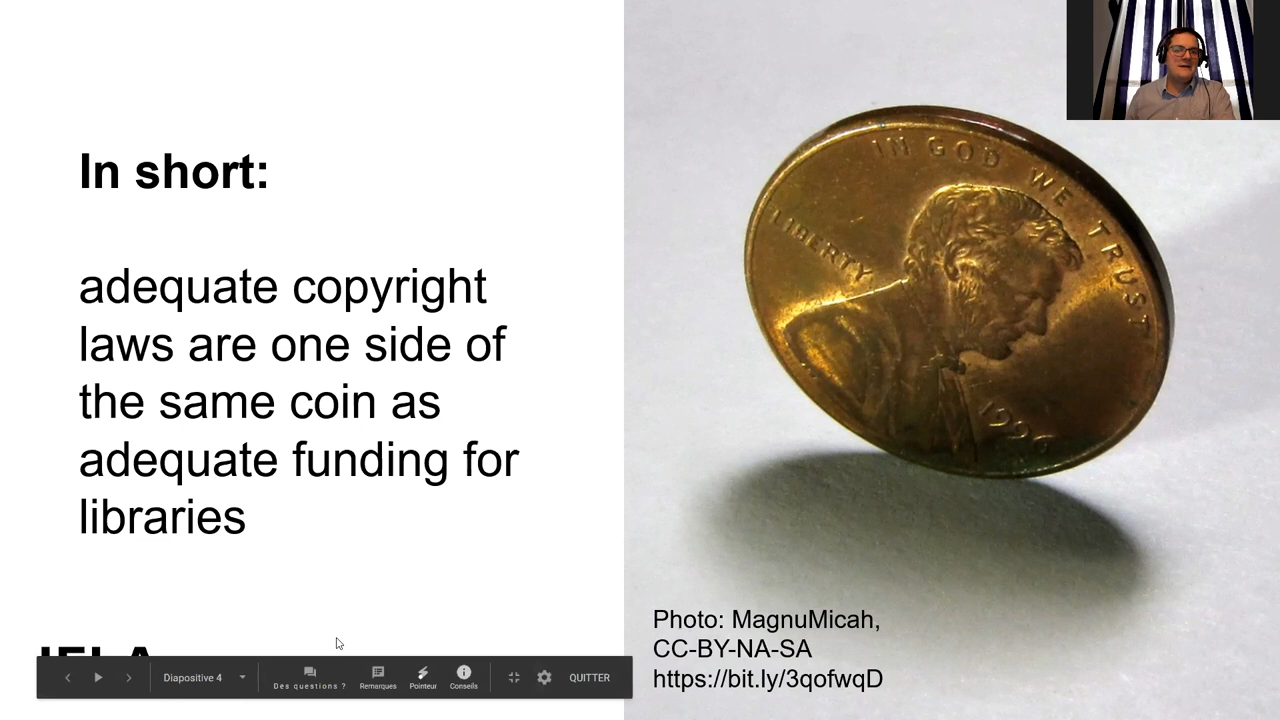 In short:
adequate copyright
laws are one side of
the same coin as
adequate funding for
libraries
IN GOD WE TRUST
LIBERTY
1996
Photo: MagnuMicah,
CC-BY-NA-SA
https://bit.ly/3qofwqD
IFLA
Diapositive 4
Des questions ?
Remarques
Pointeur
Conseils
QUITTER